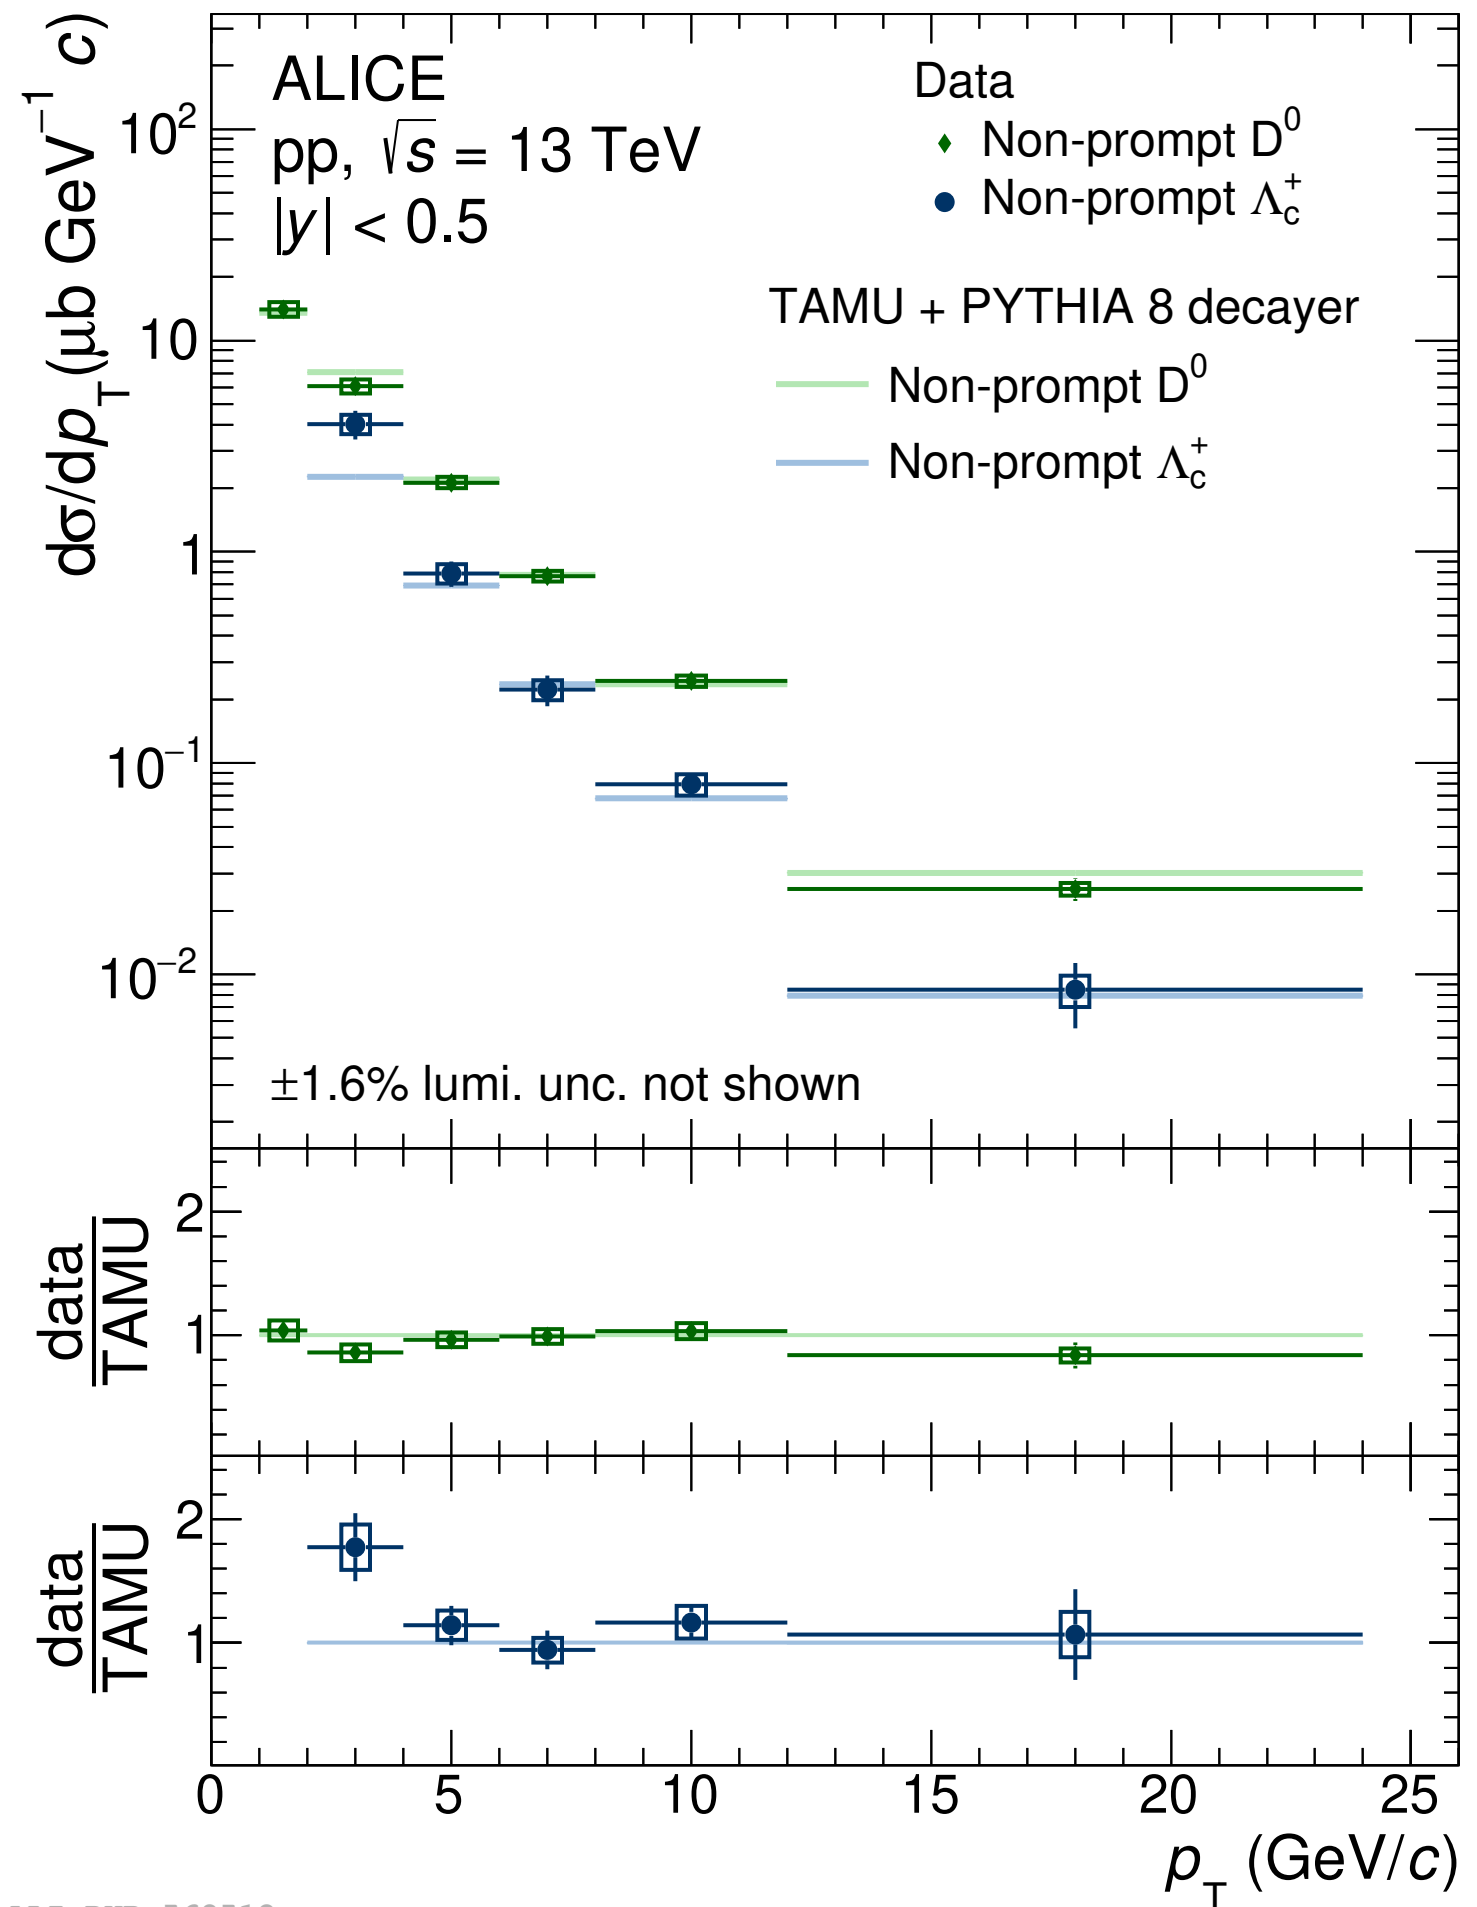 ALICE
pp, √s = 13 TeV
|y| < 0.5
Data
Non-prompt D⁰
Non-prompt Λc⁺
TAMU + PYTHIA 8 decayer
Non-prompt D⁰
Non-prompt Λc⁺
±1.6% lumi. unc. not shown
dσ/dpT (μb GeV⁻¹ c)
10²
10
1
10⁻¹
10⁻²
data
TAMU
2
1
data
TAMU
2
1
0 5 10 15 20 25
pT (GeV/c)